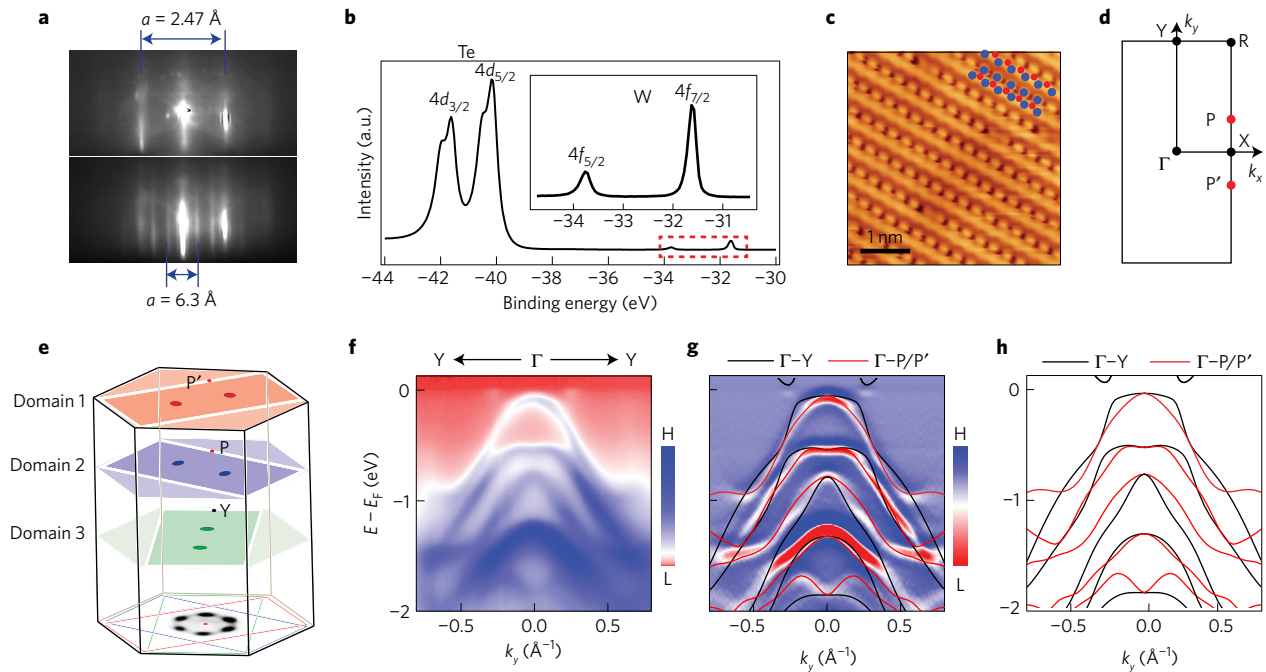 a
a = 2.47 Å
a = 6.3 Å
b
Te
4d3/2
4d5/2
W
4f5/2
4f7/2
−34 −33 −32 −31
Intensity (a.u.)
−44 −42 −40 −38 −36 −34 −32 −30
Binding energy (eV)
c
1 nm
d
Y
ky
R
P
Γ
X
kx
P′
e
P′
Domain 1
P
Domain 2
Y
Domain 3
f
Y Γ Y
0
−1
−2
E − EF (eV)
−0.5 0.0 0.5
ky (Å−1)
H
L
g
Γ–Y Γ–P/P′
−0.5 0.0 0.5
ky (Å−1)
H
L
h
Γ–Y Γ–P/P′
0
−1
−2
−0.5 0.0 0.5
ky (Å−1)